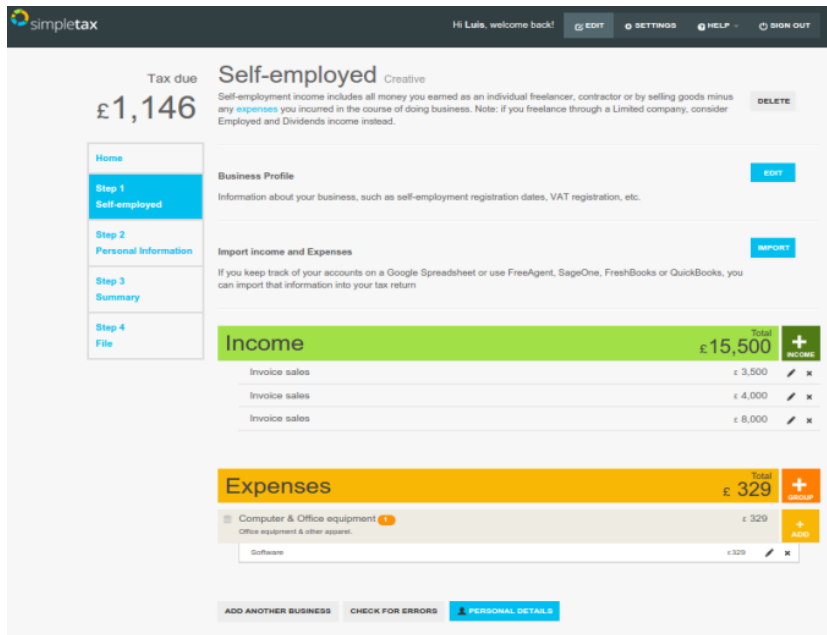 simpletax
Hi Luis, welcome back!
EDIT
SETTINGS
HELP
SIGN OUT
Tax due
£1,146
Home
Step 1
Self-employed
Step 2
Personal Information
Step 3
Summary
Step 4
File
Self-employed Creative
Self-employment income includes all money you earned as an individual freelancer, contractor or by selling goods minus
any expenses you incurred in the course of doing business. Note: if you freelance through a Limited company, consider
Employed and Dividends income instead.
DELETE
Business Profile
EDIT
Information about your business, such as self-employment registration dates, VAT registration, etc.
Import income and Expenses
IMPORT
If you keep track of your accounts on a Google Spreadsheet or use FreeAgent, SageOne, FreshBooks or QuickBooks, you
can import that information into your tax return
Income
Total
£15,500
+
INCOME
Invoice sales £ 3,500
Invoice sales £ 4,000
Invoice sales £ 8,000
Expenses
Total
£ 329
+
GROUP
Computer & Office equipment 1 £ 329
Office equipment & other apparel.
+
ADD
Software £329
ADD ANOTHER BUSINESS
CHECK FOR ERRORS
PERSONAL DETAILS